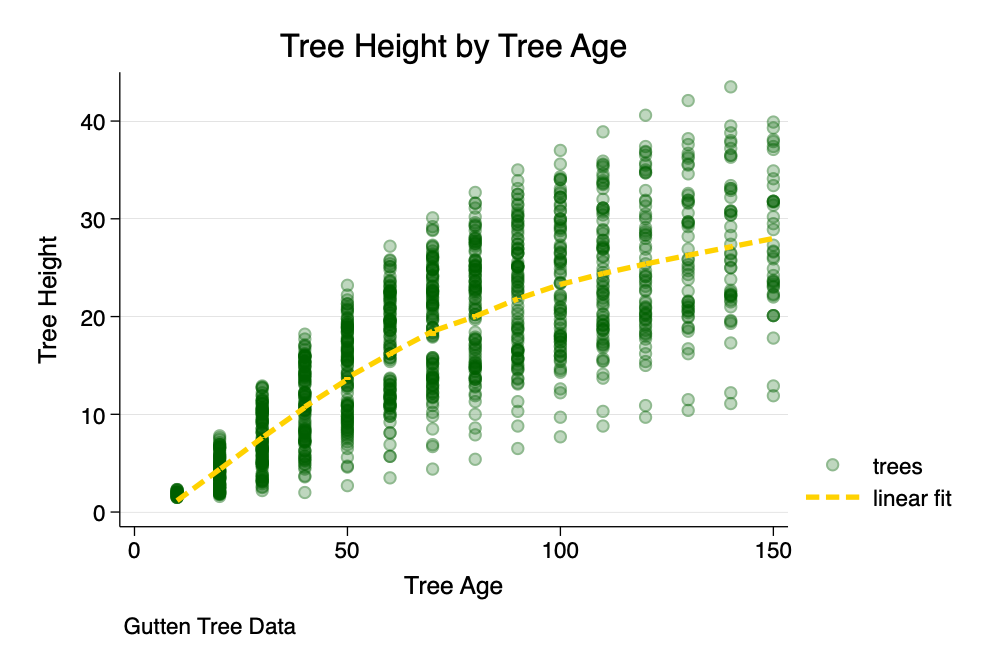 Tree Height by Tree Age
Tree Height
40
30
20
10
0
0 50 100 150
Tree Age
trees
linear fit
Gutten Tree Data